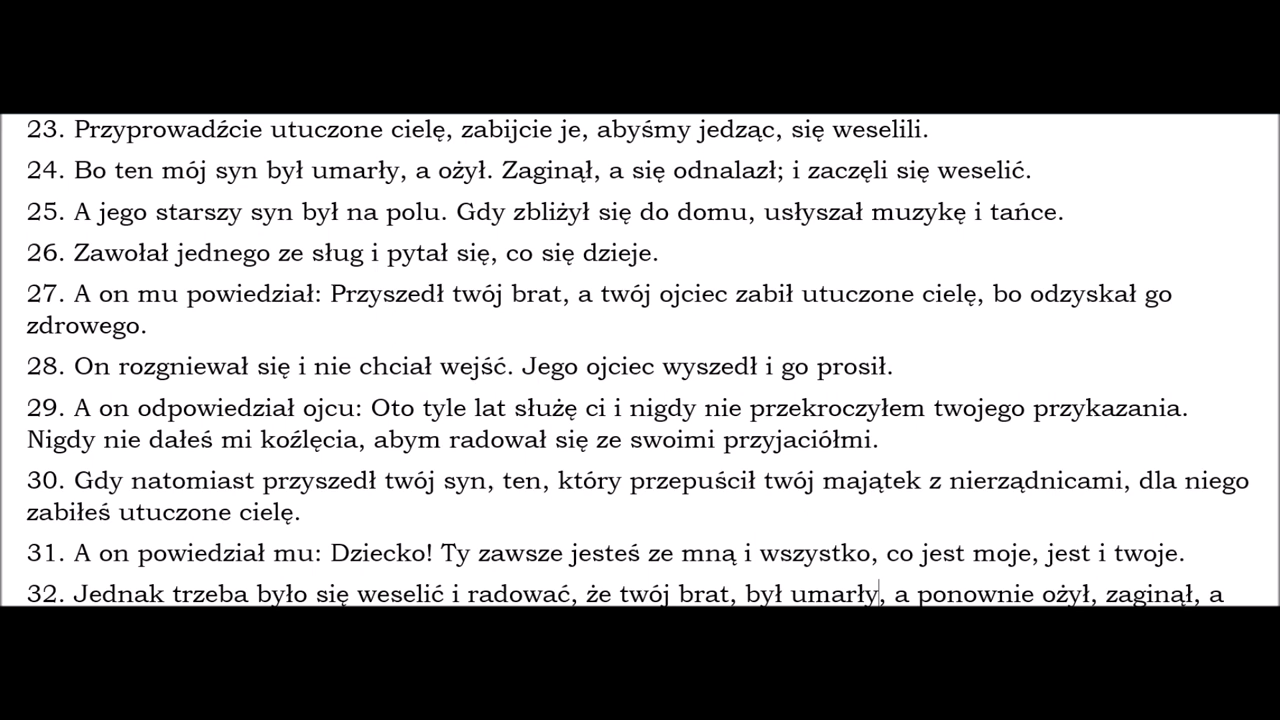 23. Przyprowadźcie utuczone cielę, zabijcie je, abyśmy jedząc, się weselili.
24. Bo ten mój syn był umarły, a ożył. Zaginął, a się odnalazł; i zaczęli się weselić.
25. A jego starszy syn był na polu. Gdy zbliżył się do domu, usłyszał muzykę i tańce.
26. Zawołał jednego ze sług i pytał się, co się dzieje.
27. A on mu powiedział: Przyszedł twój brat, a twój ojciec zabił utuczone cielę, bo odzyskał go
zdrowego.
28. On rozgniewał się i nie chciał wejść. Jego ojciec wyszedł i go prosił.
29. A on odpowiedział ojcu: Oto tyle lat służę ci i nigdy nie przekroczyłem twojego przykazania.
Nigdy nie dałeś mi koźlęcia, abym radował się ze swoimi przyjaciółmi.
30. Gdy natomiast przyszedł twój syn, ten, który przepuścił twój majątek z nierządnicami, dla niego
zabiłeś utuczone cielę.
31. A on powiedział mu: Dziecko! Ty zawsze jesteś ze mną i wszystko, co jest moje, jest i twoje.
32. Jednak trzeba było się weselić i radować, że twój brat, był umarły, a ponownie ożył, zaginął, a